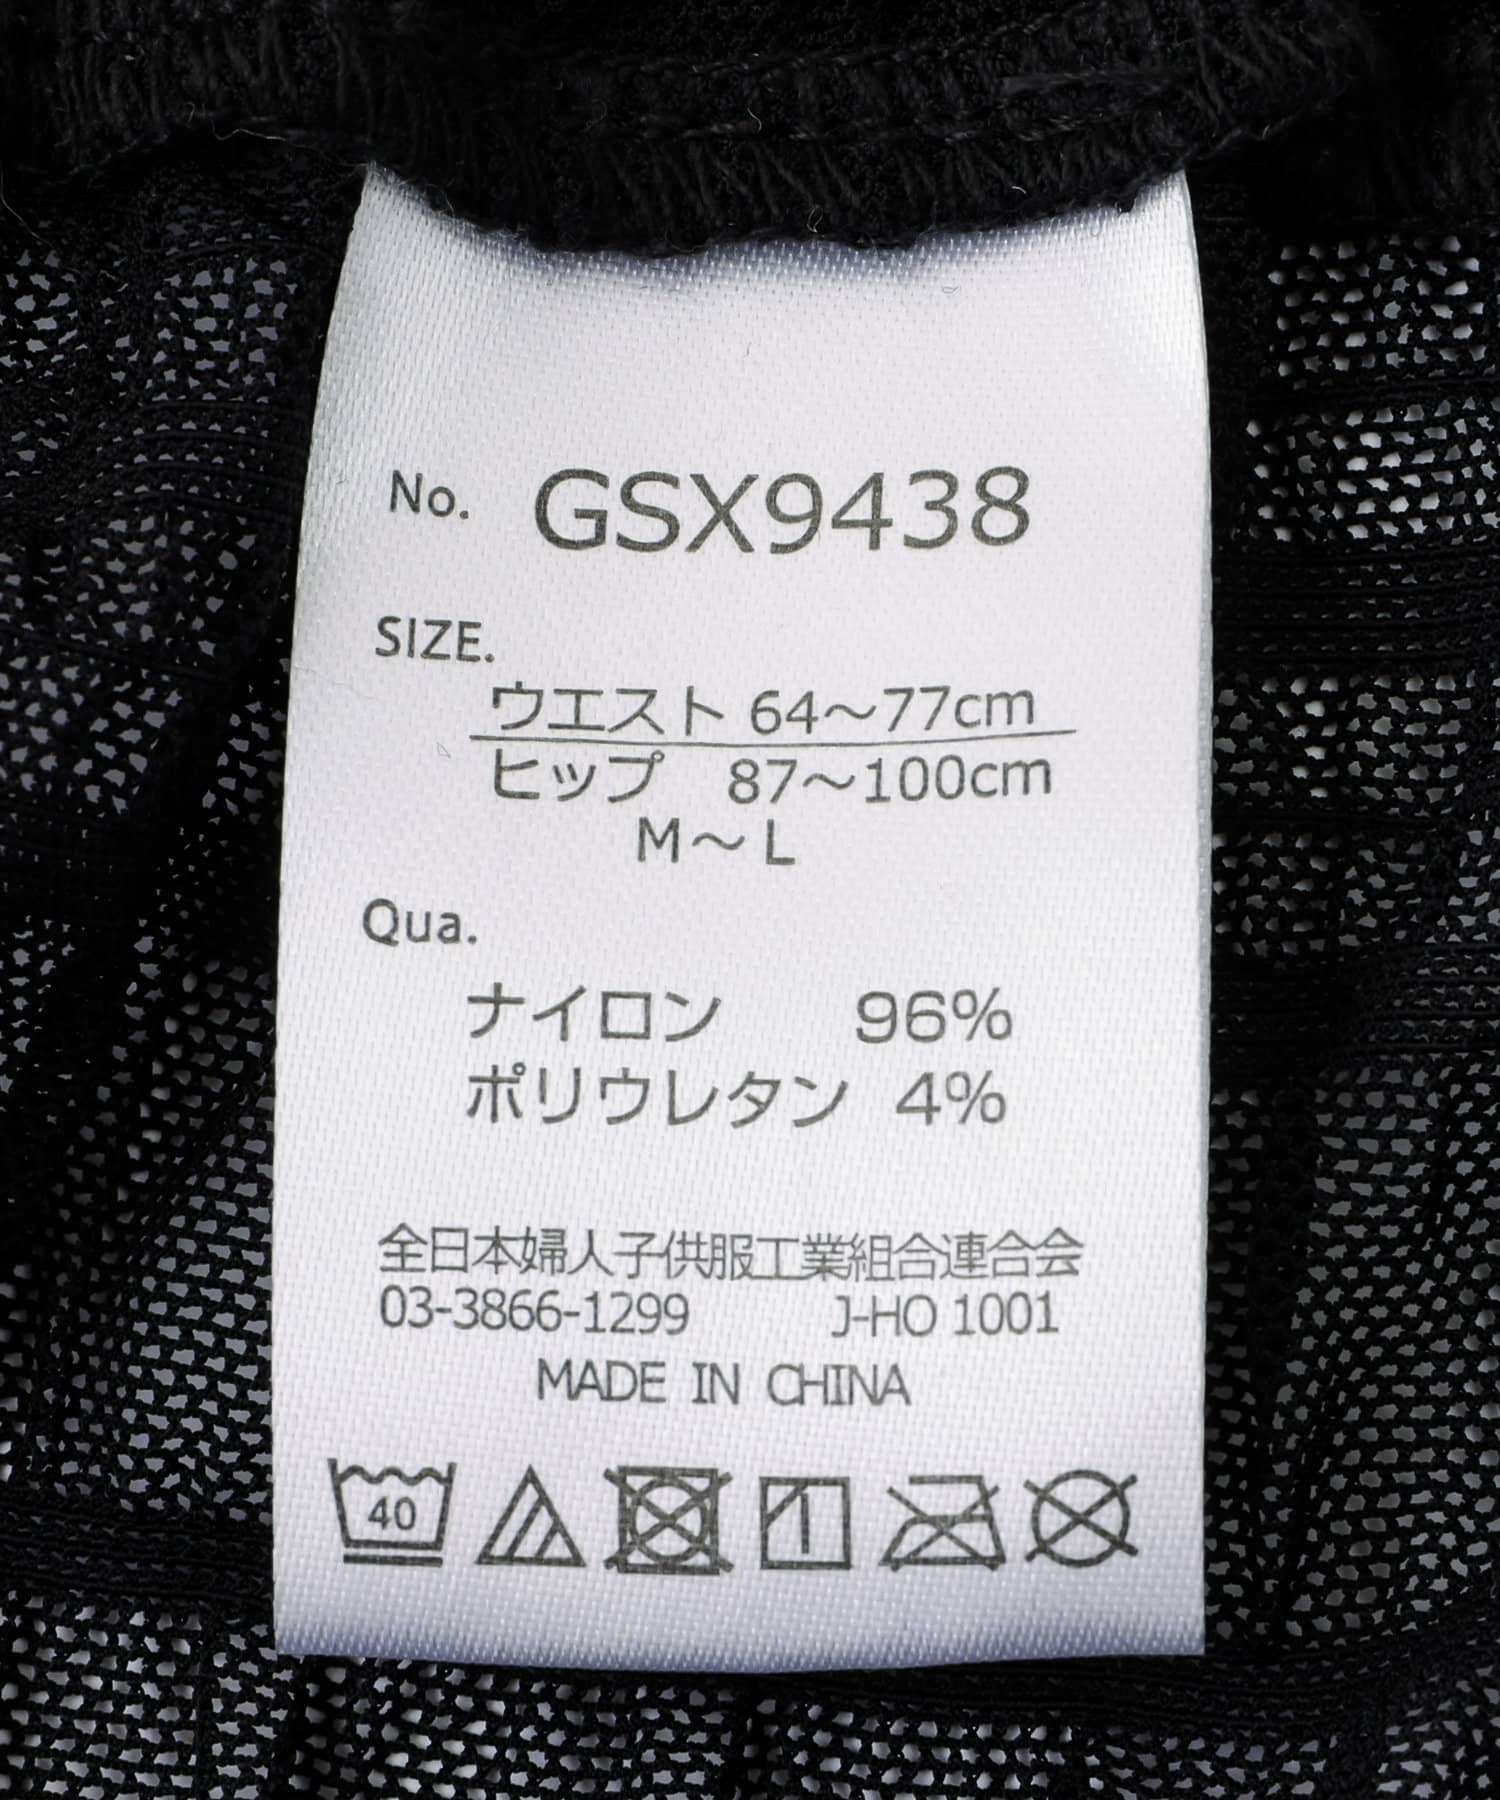 No. GSX9438
SIZE.
ウエスト 64～77cm
ヒップ 87～100cm
M～L
Qua.
ナイロン 96%
ポリウレタン 4%
全日本婦人子供服工業組合連合会
03-3866-1299 J-HO 1001
MADE IN CHINA
40